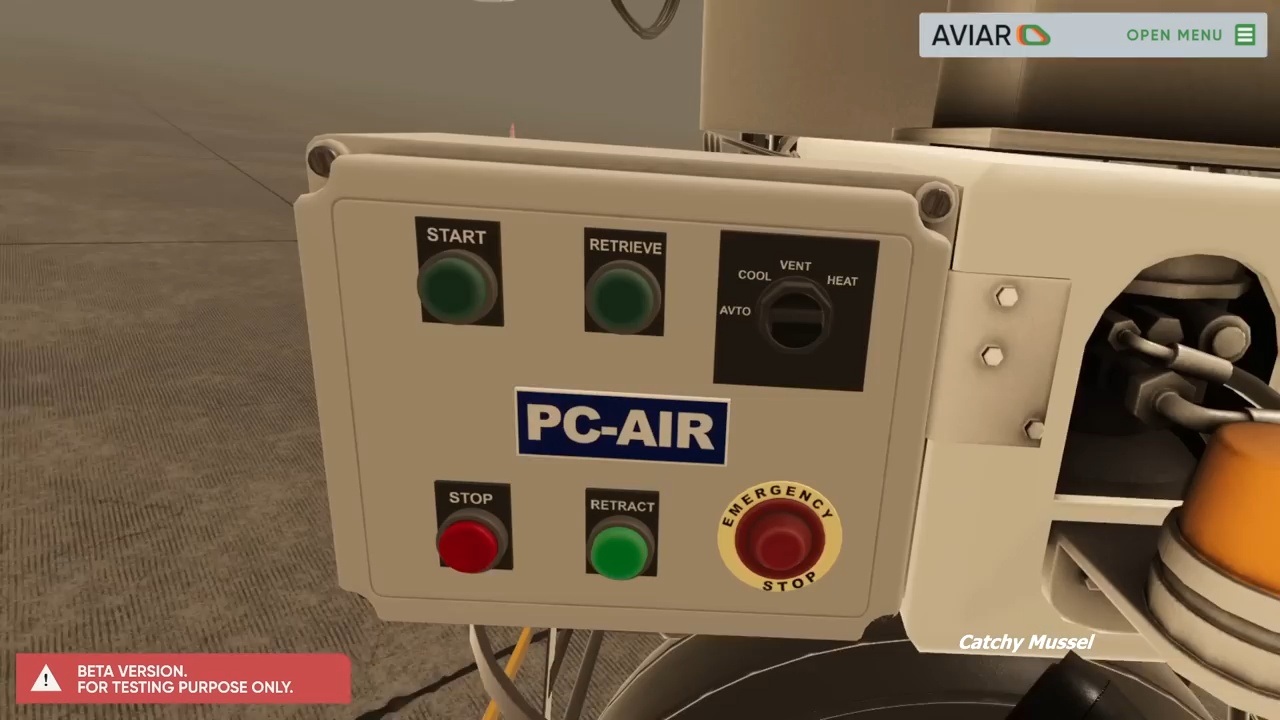 AVIAR
OPEN MENU
START
RETRIEVE
VENT
COOL
HEAT
AVTO
PC-AIR
STOP
RETRACT
EMERGENCY
STOP
Catchy Mussel
BETA VERSION.
FOR TESTING PURPOSE ONLY.